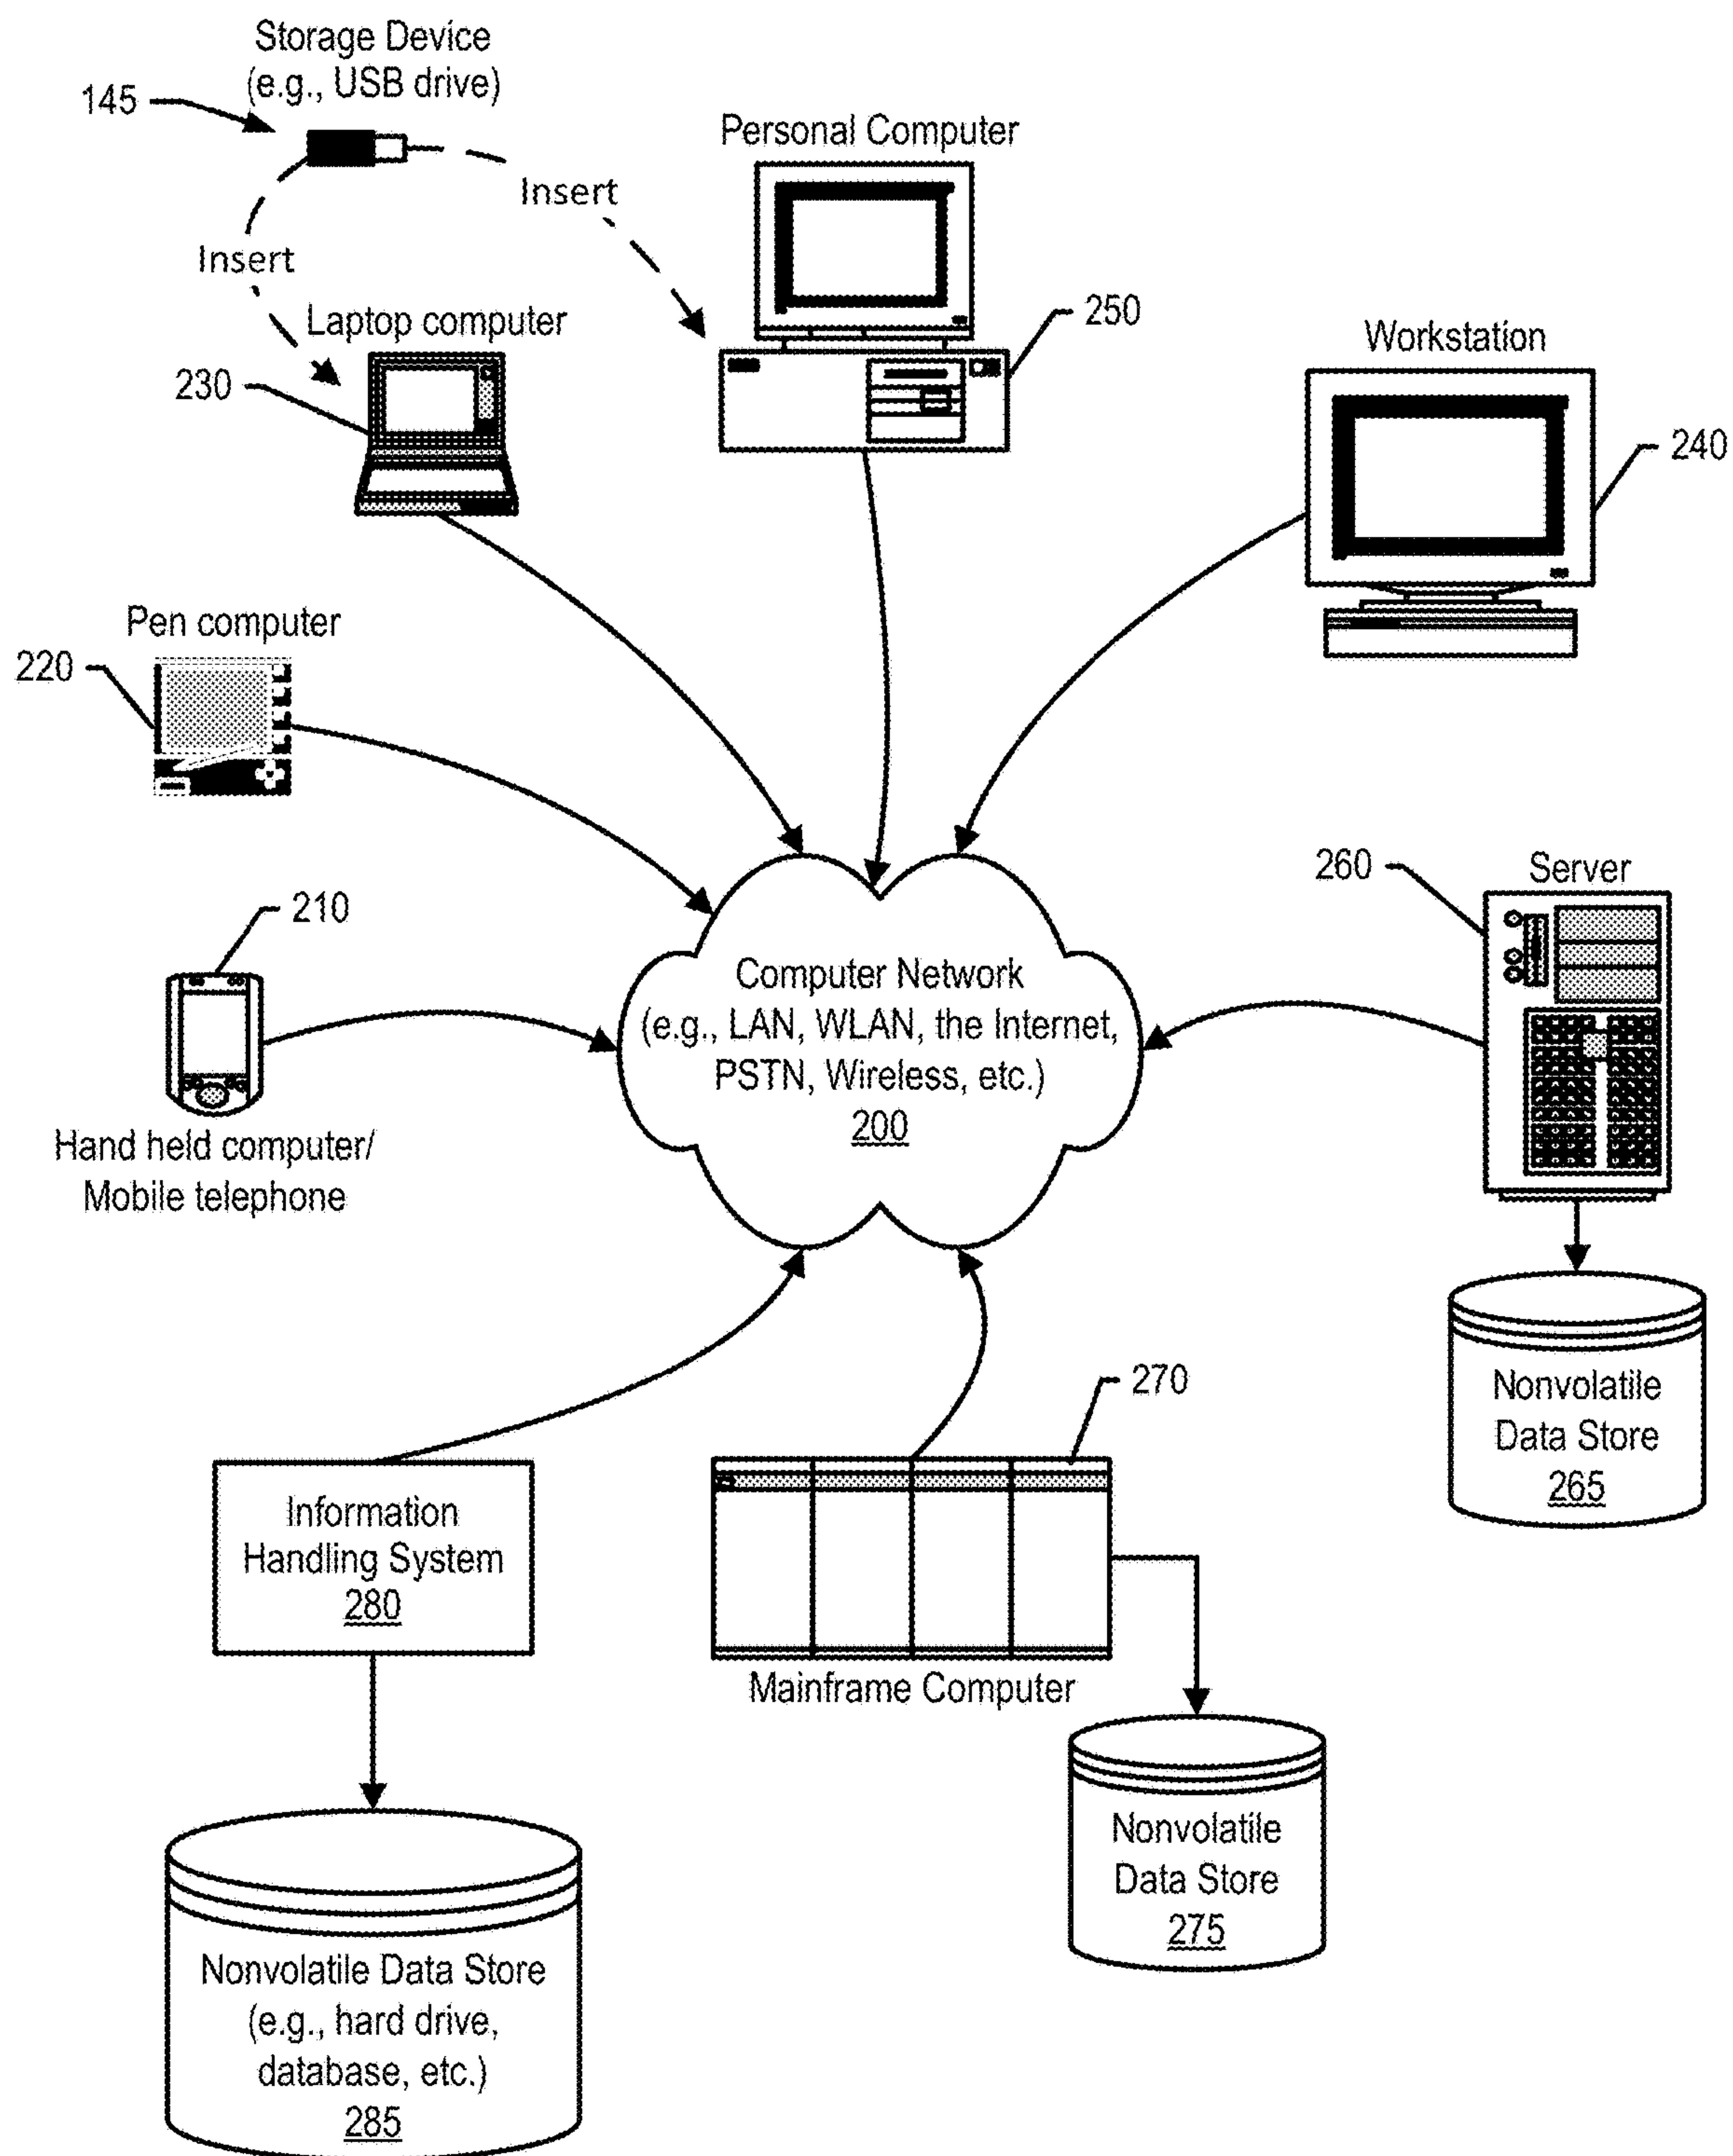 Storage Device
(e.g., USB drive)
145
Personal Computer
Insert
Insert
Laptop computer
250
Workstation
230
240
Pen computer
220
260
Server
210
Computer Network
(e.g., LAN, WLAN, the Internet,
PSTN, Wireless, etc.)
200
Hand held computer/
Mobile telephone
270
Nonvolatile
Data Store
265
Information
Handling System
280
Mainframe Computer
Nonvolatile
Data Store
275
Nonvolatile Data Store
(e.g., hard drive,
database, etc.)
285